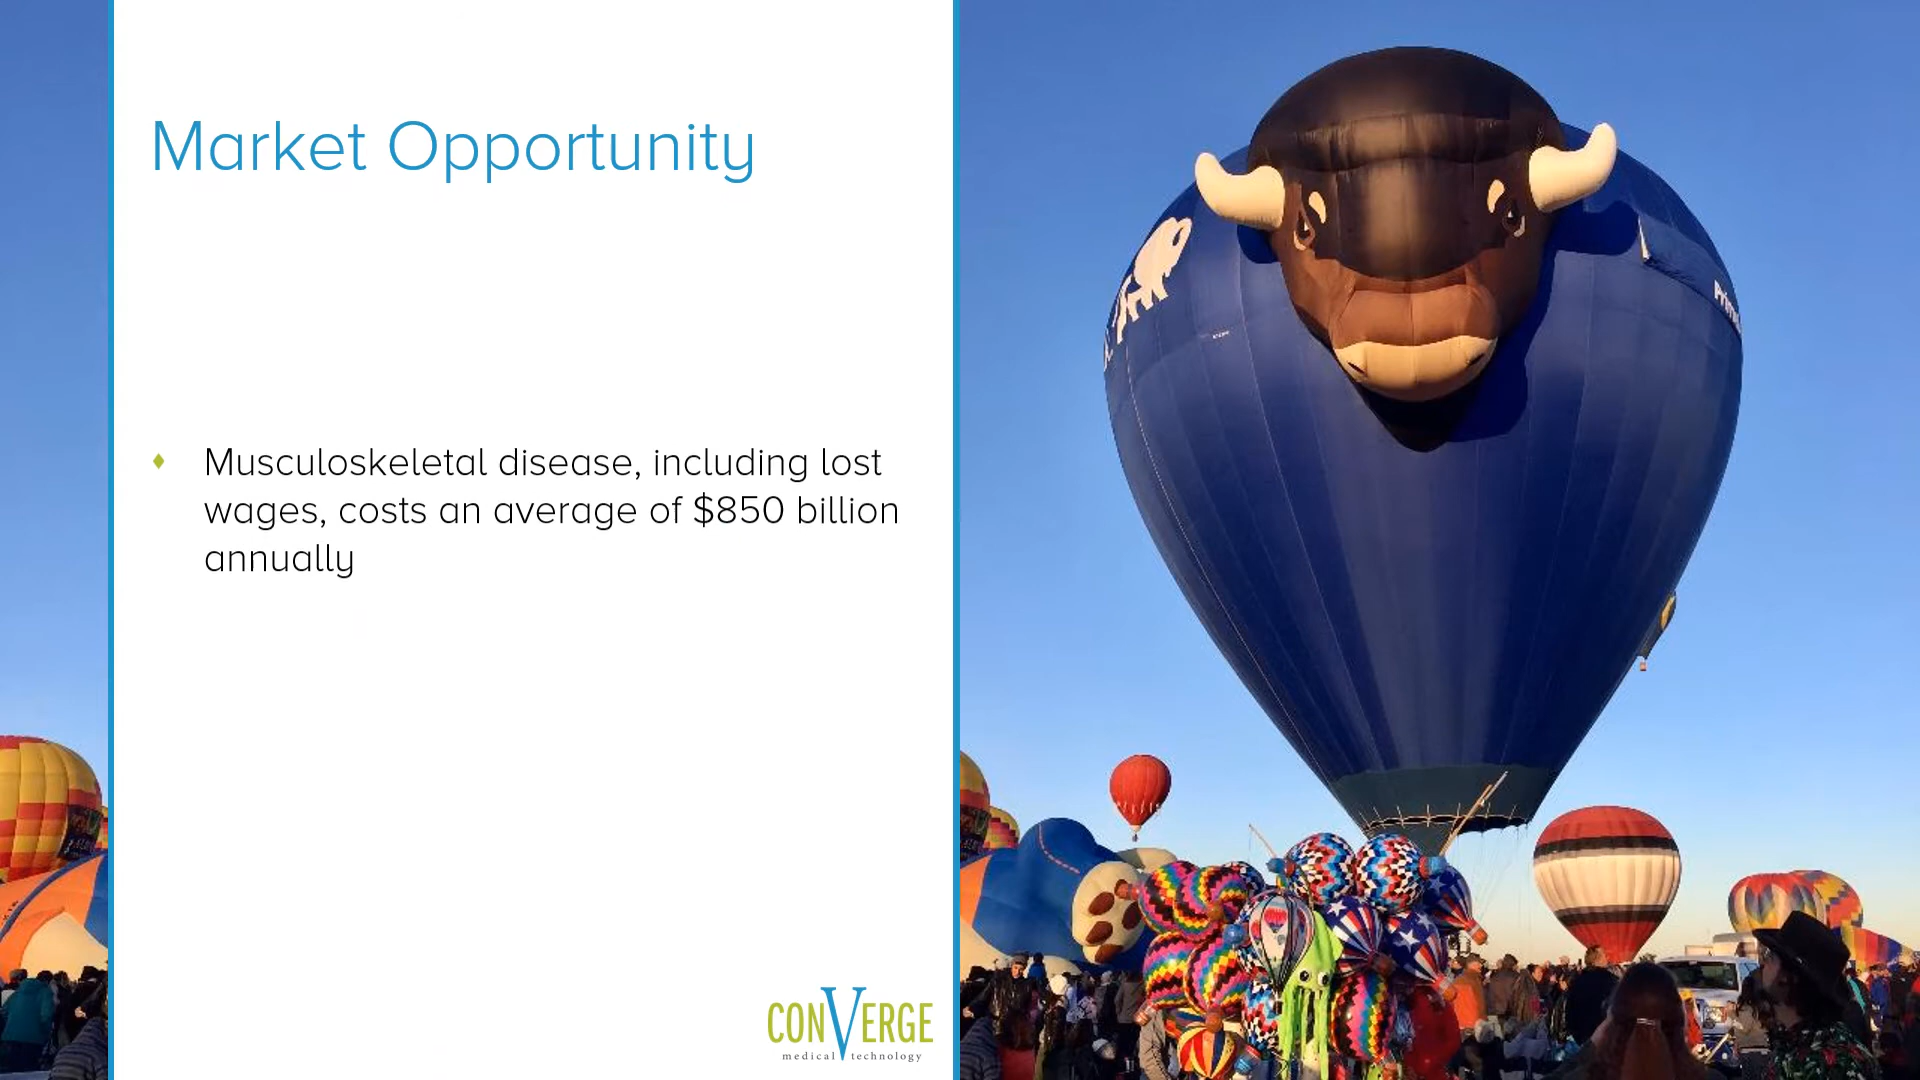 Market Opportunity
Musculoskeletal disease, including lost
wages, costs an average of $850 billion
annually
CONVERGE
medical technology